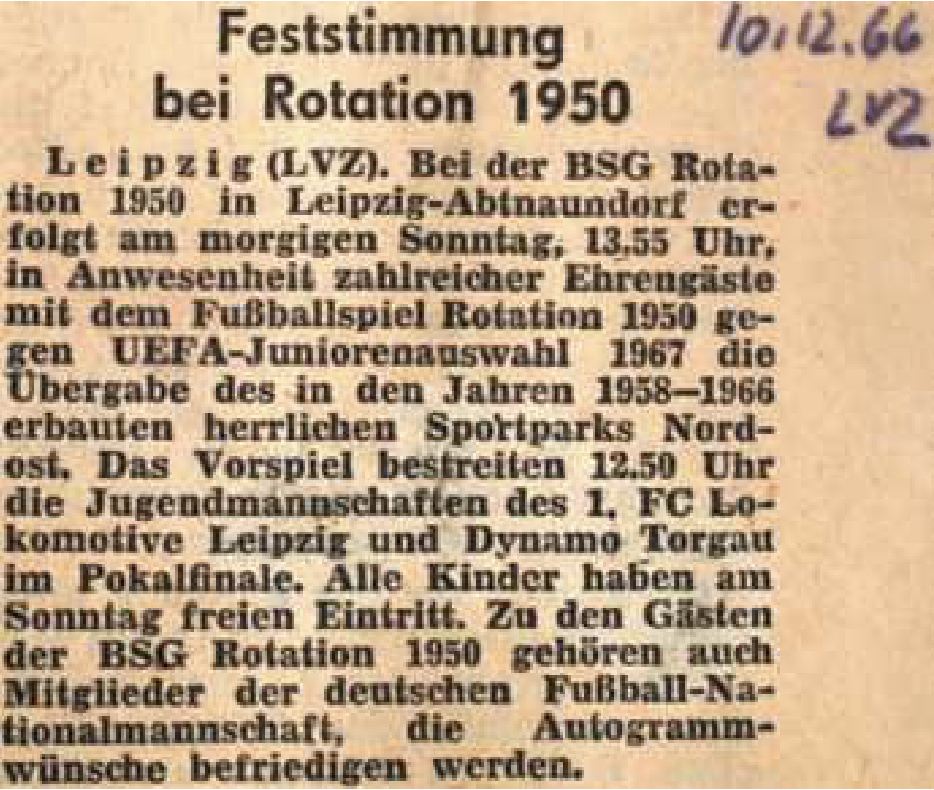 Feststimmung
bei Rotation 1950
10.12.66
LVZ
Leipzig (LVZ). Bei der BSG Rota-
tion 1950 in Leipzig-Abtnaundorf er-
folgt am morgigen Sonntag, 13.55 Uhr,
in Anwesenheit zahlreicher Ehrengäste
mit dem Fußballspiel Rotation 1950 ge-
gen UEFA-Juniorenauswahl 1967 die
Übergabe des in den Jahren 1958—1966
erbauten herrlichen Sportparks Nord-
ost. Das Vorspiel bestreiten 12.50 Uhr
die Jugendmannschaften des 1. FC Lo-
komotive Leipzig und Dynamo Torgau
im Pokalfinale. Alle Kinder haben am
Sonntag freien Eintritt. Zu den Gästen
der BSG Rotation 1950 gehören auch
Mitglieder der deutschen Fußball-Na-
tionalmannschaft, die Autogramm-
wünsche befriedigen werden.